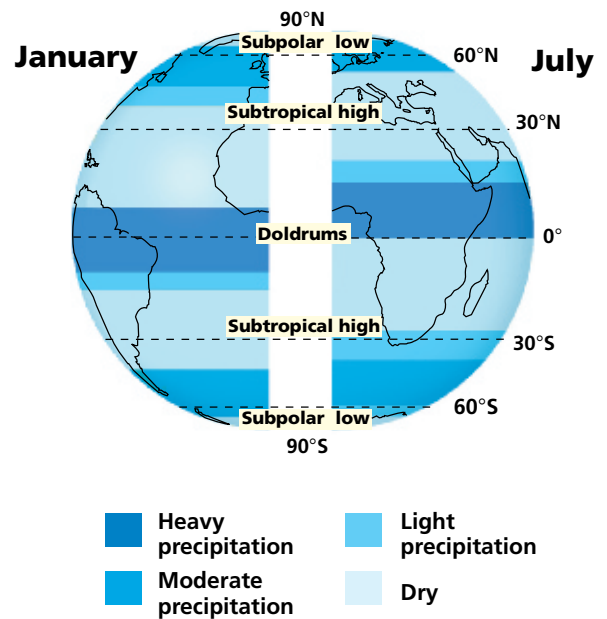 90°N
Subpolar low
January
60°N
July
Subtropical high
30°N
Doldrums
0°
Subtropical high
30°S
60°S
Subpolar low
90°S
Heavy
precipitation
Light
precipitation
Moderate
precipitation
Dry